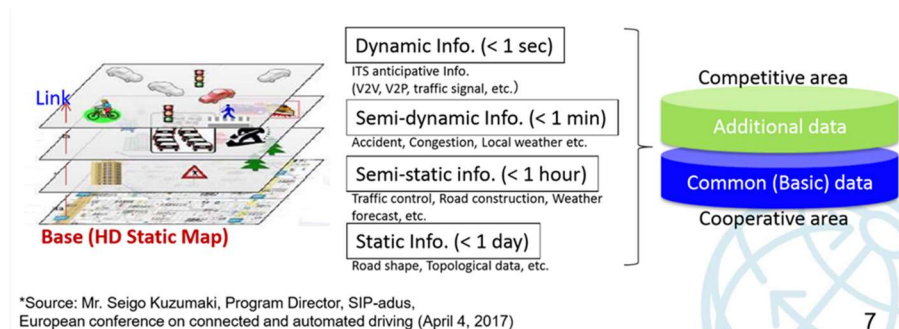 Link
Base (HD Static Map)
Dynamic Info. (< 1 sec)
ITS anticipative Info.
(V2V, V2P, traffic signal, etc.)
Semi-dynamic Info. (< 1 min)
Accident, Congestion, Local weather etc.
Semi-static info. (< 1 hour)
Traffic control, Road construction, Weather
forecast, etc.
Static Info. (< 1 day)
Road shape, Topological data, etc.
Competitive area
Additional data
Common (Basic) data
Cooperative area
*Source: Mr. Seigo Kuzumaki, Program Director, SIP-adus,
European conference on connected and automated driving (April 4, 2017)
7